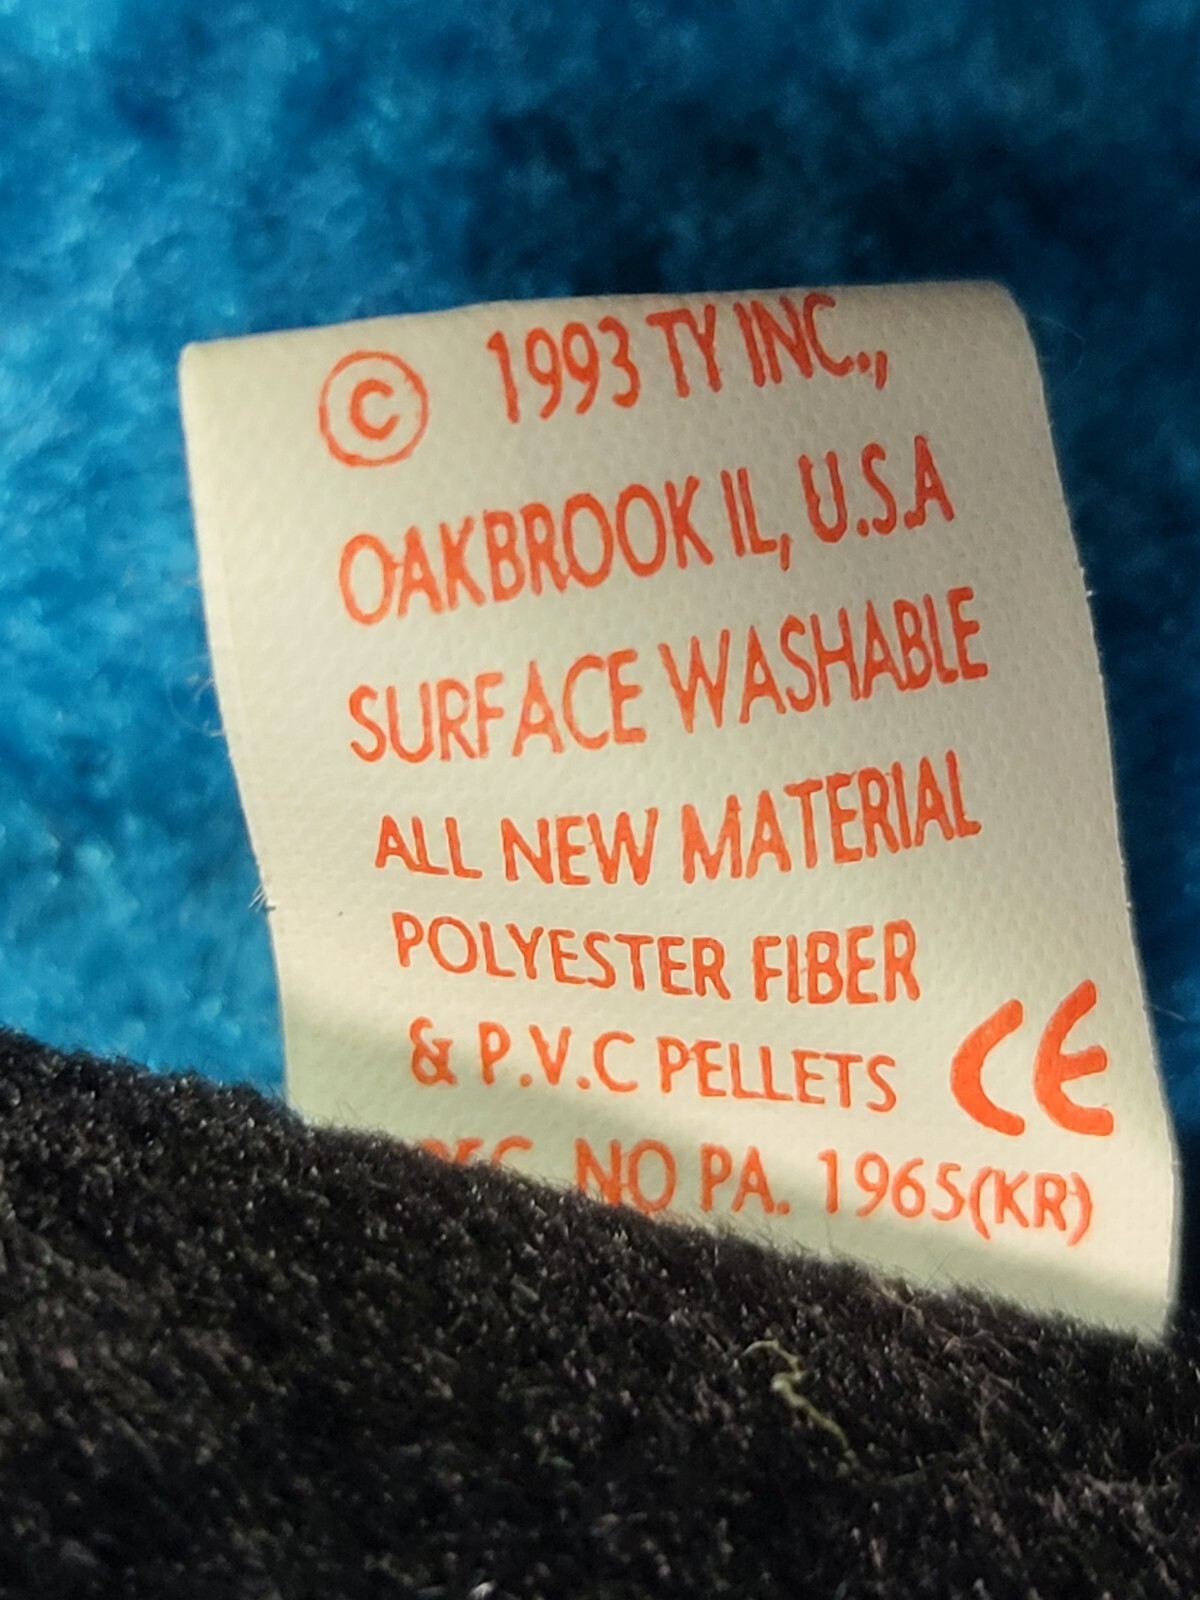 © 1993 TY INC.,
OAKBROOK IL, U.S.A
SURFACE WASHABLE
ALL NEW MATERIAL
POLYESTER FIBER
& P.V.C PELLETS CE
NO PA. 1965(KR)